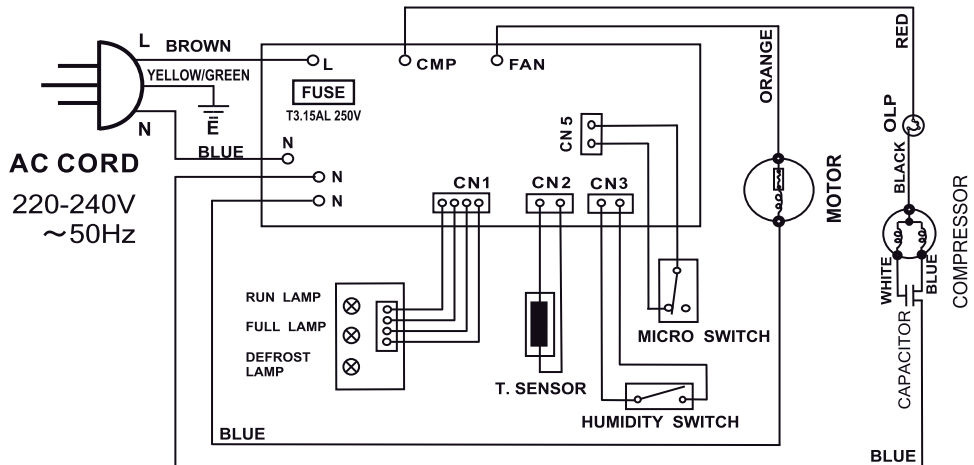 L
BROWN
YELLOW/GREEN
E
N
BLUE
AC CORD
220-240V
～50Hz
L
FUSE
T3.15AL 250V
N
N
N
CMP
FAN
CN 5
CN1
CN2
CN3
ORANGE
MOTOR
RED
OLP
BLACK
WHITE
BLUE
COMPRESSOR
CAPACITOR
RUN LAMP
FULL LAMP
DEFROST
LAMP
T. SENSOR
MICRO SWITCH
HUMIDITY SWITCH
BLUE
BLUE